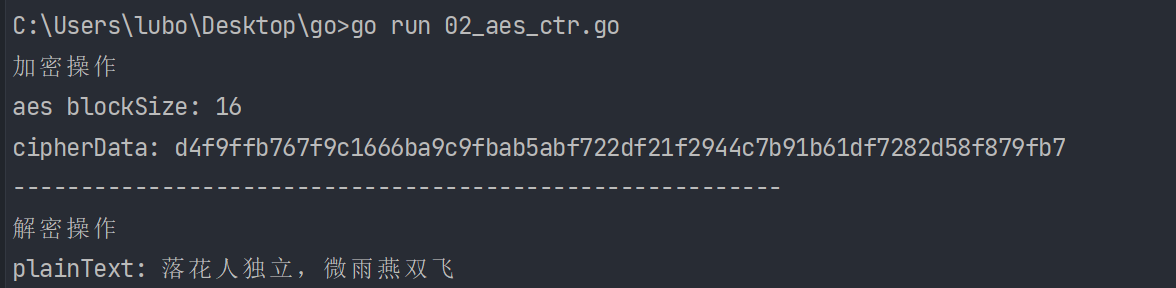 C:\Users\lubo\Desktop\go>go run 02_aes_ctr.go
加密操作
aes blockSize: 16
cipherData: d4f9ffb767f9c1666ba9c9fbab5abf722df21f2944c7b91b61df7282d58f879fb7
---------------------------------------------------------
解密操作
plainText: 落花人独立，微雨燕双飞